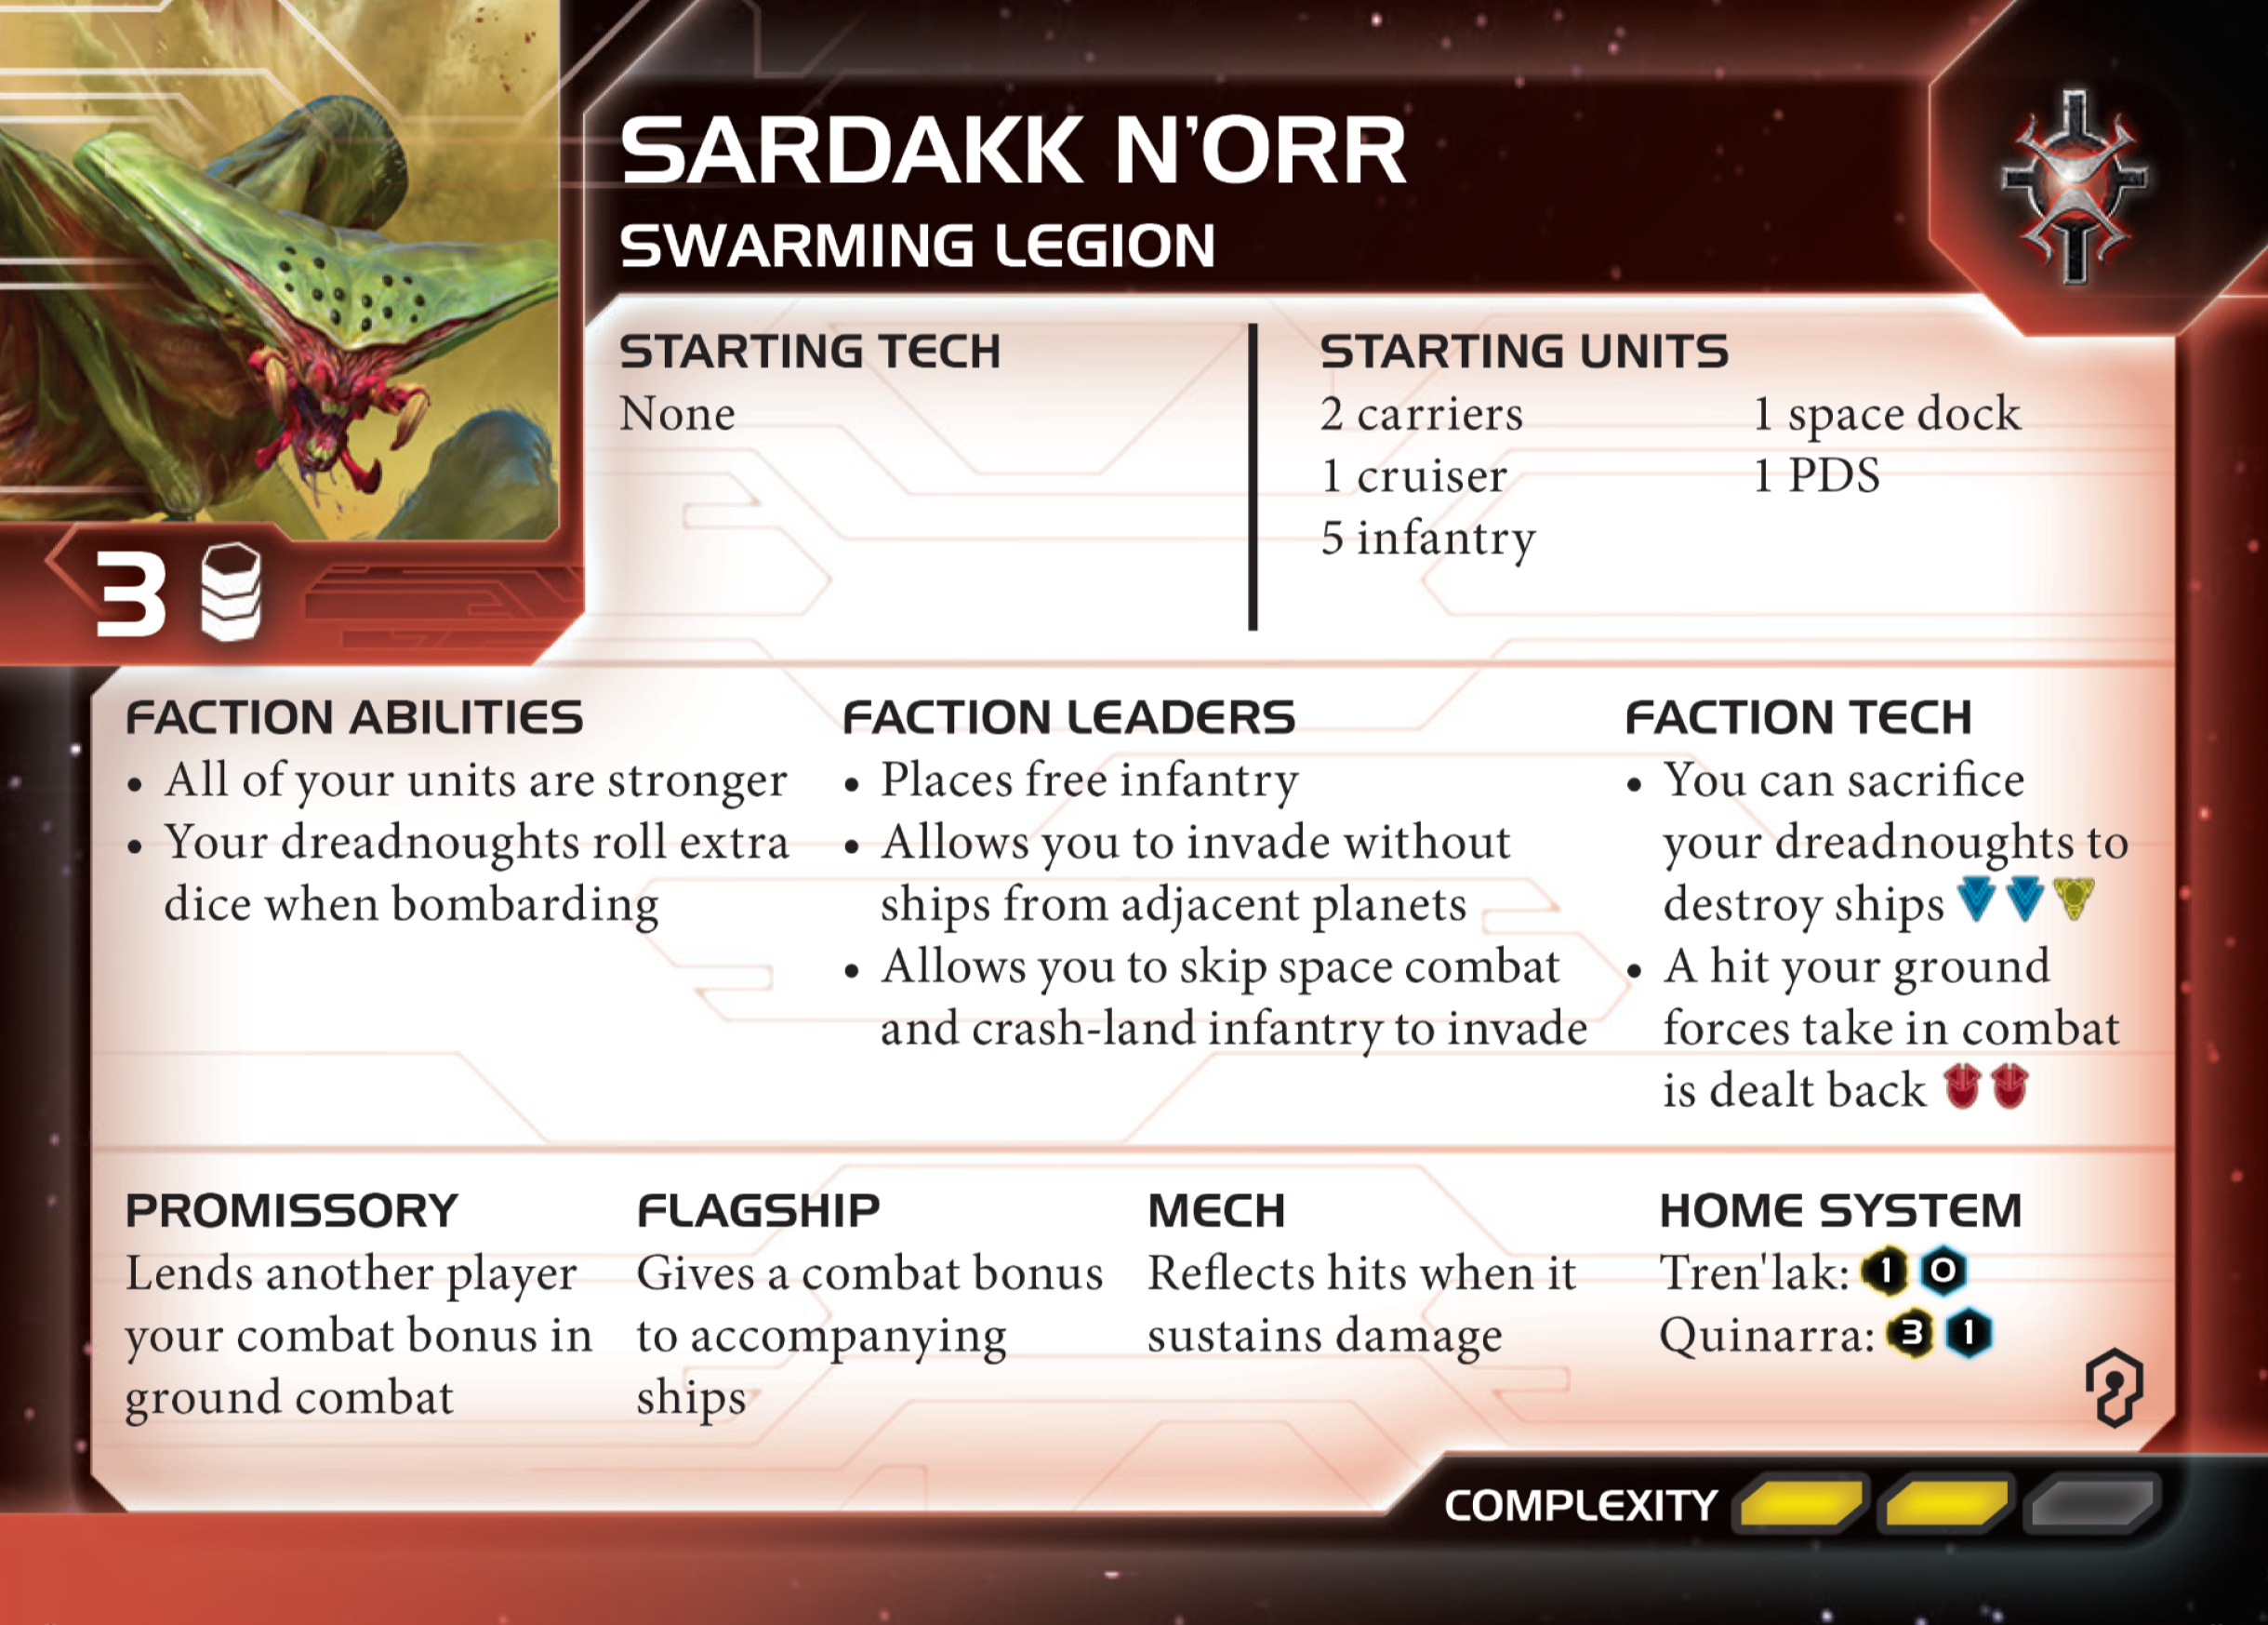 SARDAKK N'ORR
SWARMING LEGION
3
STARTING TECH
None
STARTING UNITS
2 carriers
1 cruiser
5 infantry
1 space dock
1 PDS
FACTION ABILITIES
• All of your units are stronger
• Your dreadnoughts roll extra
dice when bombarding
FACTION LEADERS
• Places free infantry
• Allows you to invade without
ships from adjacent planets
• Allows you to skip space combat
and crash-land infantry to invade
FACTION TECH
• You can sacrifice
your dreadnoughts to
destroy ships
• A hit your ground
forces take in combat
is dealt back
PROMISSORY
Lends another player
your combat bonus in
ground combat
FLAGSHIP
Gives a combat bonus
to accompanying
ships
MECH
Reflects hits when it
sustains damage
HOME SYSTEM
Tren'lak: 1 0
Quinarra: 3 1
COMPLEXITY